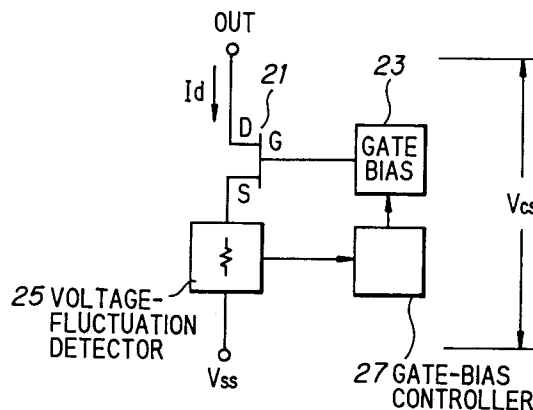 OUT
Id
D
G
S
21
23
GATE
BIAS
Vcs
25 VOLTAGE-
FLUCTUATION
DETECTOR
Vss
27 GATE-BIAS
CONTROLLER